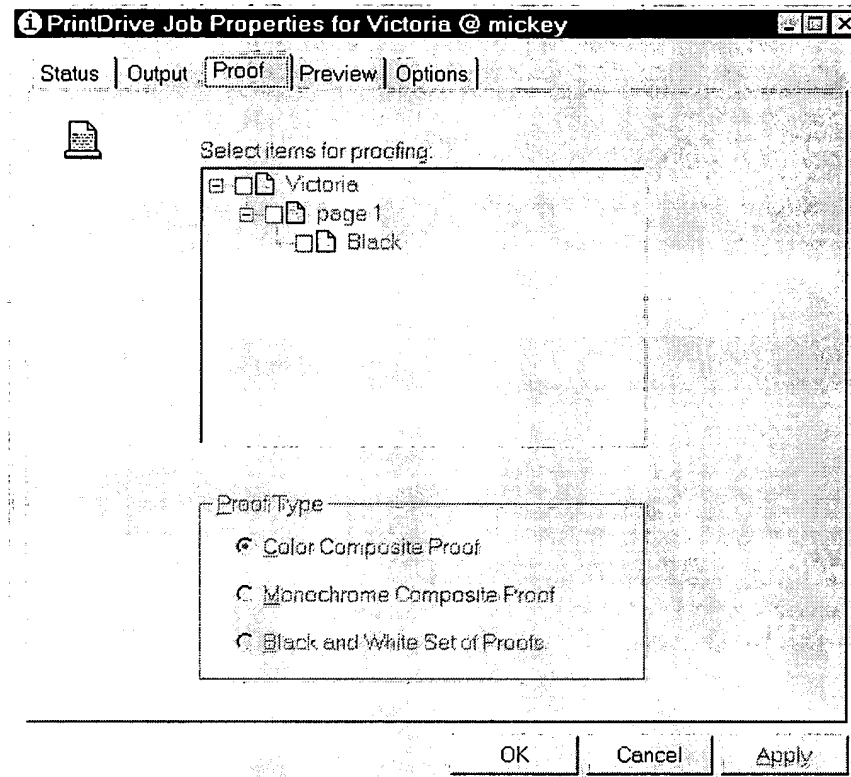 PrintDrive Job Properties for Victoria @ mickey
Status Output Proof Preview Options
Select items for proofing:
Victoria
page 1
Black
Proof Type
Color Composite Proof
Monochrome Composite Proof
Black and White Set of Proofs
OK Cancel Apply